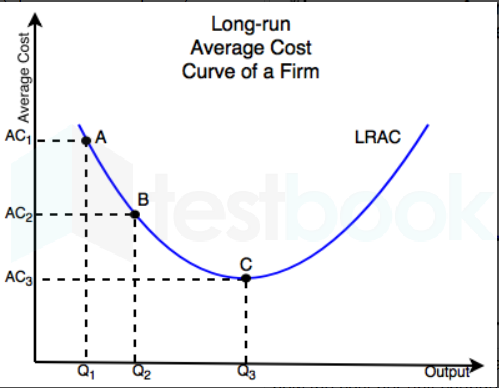 Long-run
Average Cost
Curve of a Firm
Average Cost
AC1
A
LRAC
B
AC2
testbook
C
AC3
Q1
Q2
Q3
Output